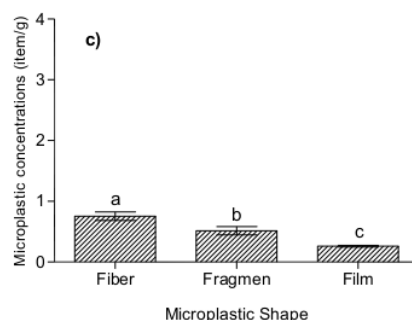 c)
Microplastic concentrations (item/g)
4
3
2
1
0
a
b
c
Fiber Fragmen Film
Microplastic Shape